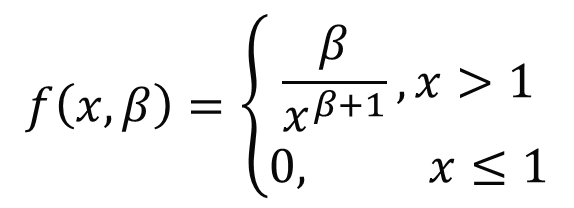 f(x, β) = { β / x^{β+1} , x > 1
0, x ≤ 1